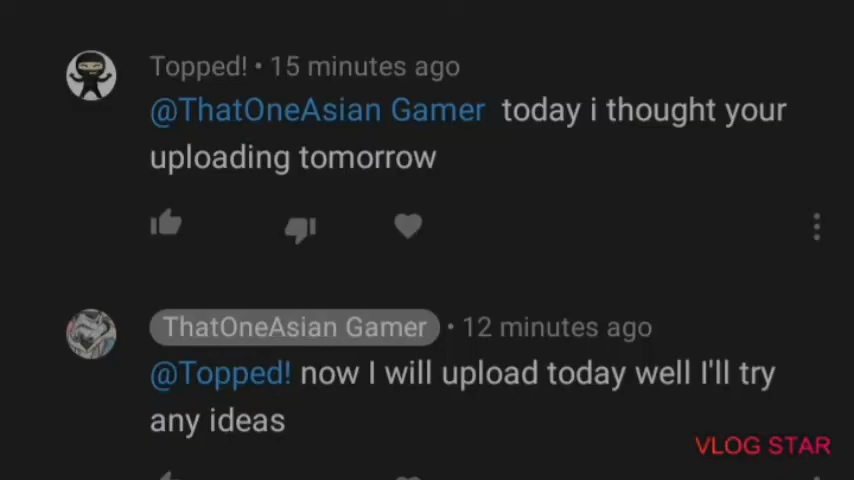 Topped! • 15 minutes ago
@ThatOneAsian Gamer today i thought your
uploading tomorrow
ThatOneAsian Gamer • 12 minutes ago
@Topped! now I will upload today well I'll try
any ideas
VLOG STAR